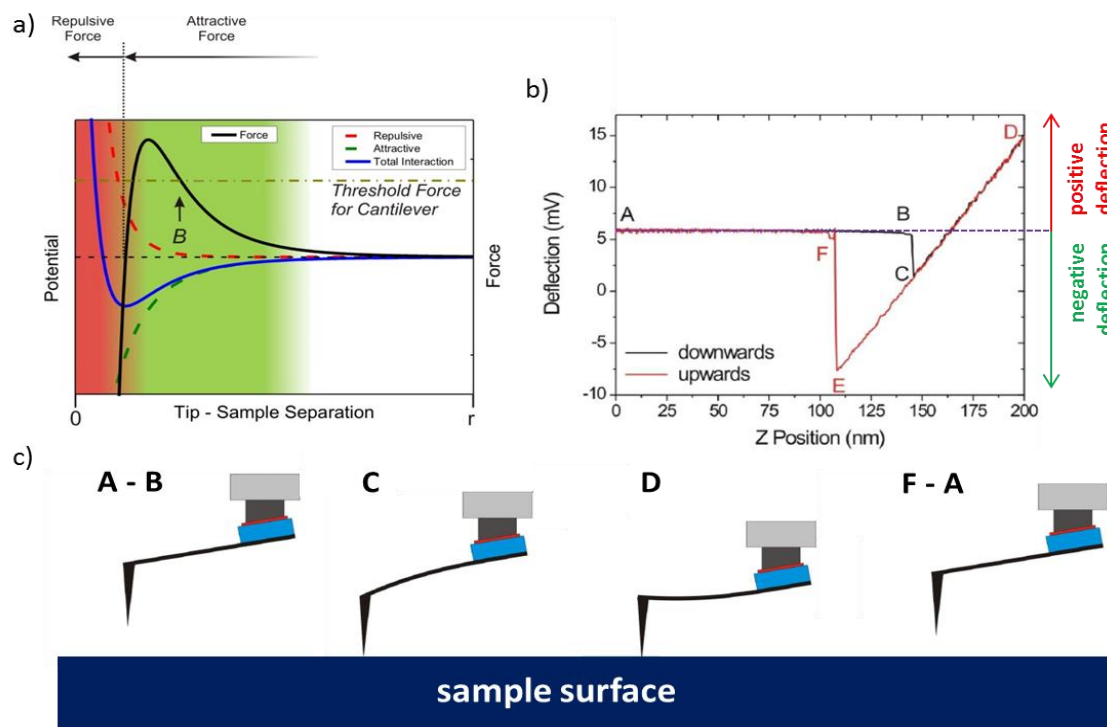 a)
Repulsive
Force
Attractive
Force
Force
Repulsive
Attractive
Total Interaction
Threshold Force
for Cantilever
B
Potential
Force
0
Tip - Sample Separation
r
b)
Deflection (mV)
15
10
5
0
-5
-10
A
B
C
D
E
F
downwards
upwards
0
25
50
75
100
125
150
175
200
Z Position (nm)
positive
deflection
negative
deflection
c)
A - B
C
D
F - A
sample surface